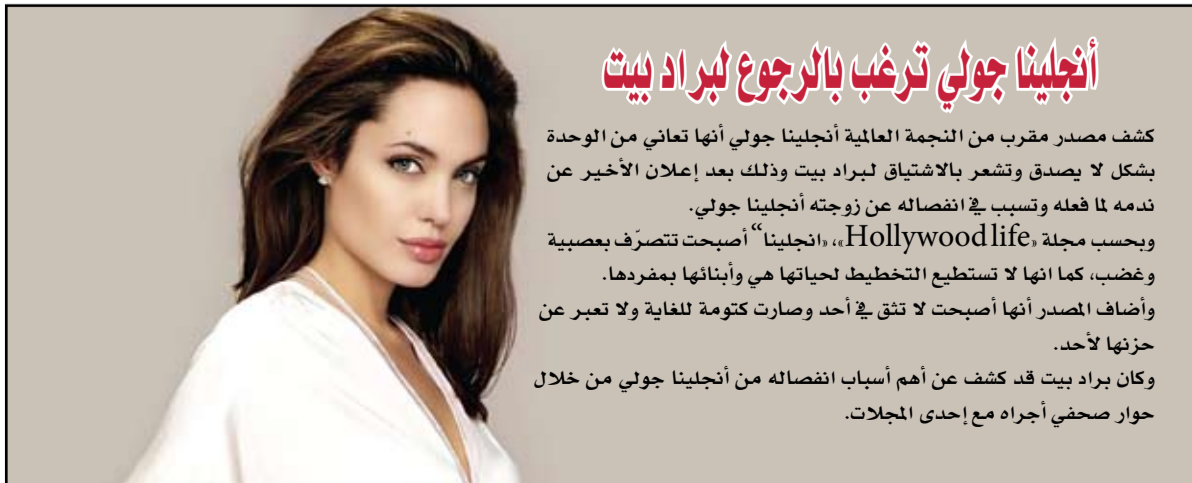 أنجلينا جولي ترغب بالرجوع لبراد بيت
كشف مصدر مقرب من النجمة العالمية أنجلينا جولي أنها تعاني من الوحدة
بشكل لا يصدق وتشعر بالاشتياق لبراد بيت وذلك بعد إعلان الأخير عن
ندمه لما فعله وتسبب في انفصاله عن زوجته أنجلينا جولي.
وبحسب مجلة «Hollywood life»، «انجلينا“ أصبحت تتصرّف بعصبية
وغضب، كما انها لا تستطيع التخطيط لحياتها هي وأبنائها بمفردها.
وأضاف المصدر أنها أصبحت لا تثق في أحد وصارت كتومة للغاية ولا تعبر عن
حزنها لأحد.
وكان براد بيت قد كشف عن أهم أسباب انفصاله من أنجلينا جولي من خلال
حوار صحفي أجراه مع إحدى المجلات.